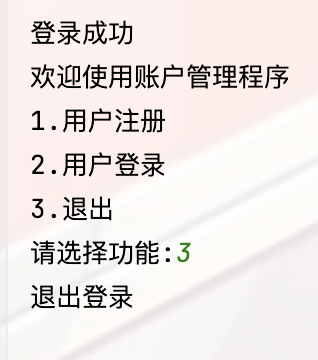 登录成功
欢迎使用账户管理程序
1.用户注册
2.用户登录
3.退出
请选择功能:3
退出登录